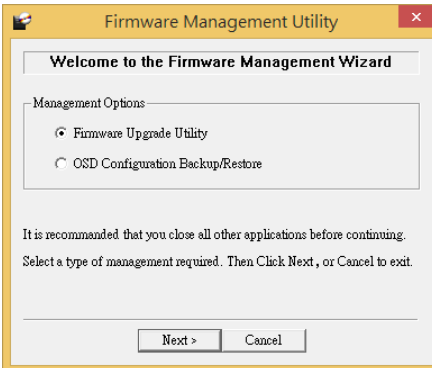 Firmware Management Utility
Welcome to the Firmware Management Wizard
Management Options
Firmware Upgrade Utility
OSD Configuration Backup/Restore
It is recommanded that you close all other applications before continuing.
Select a type of management required. Then Click Next , or Cancel to exit.
Next >
Cancel